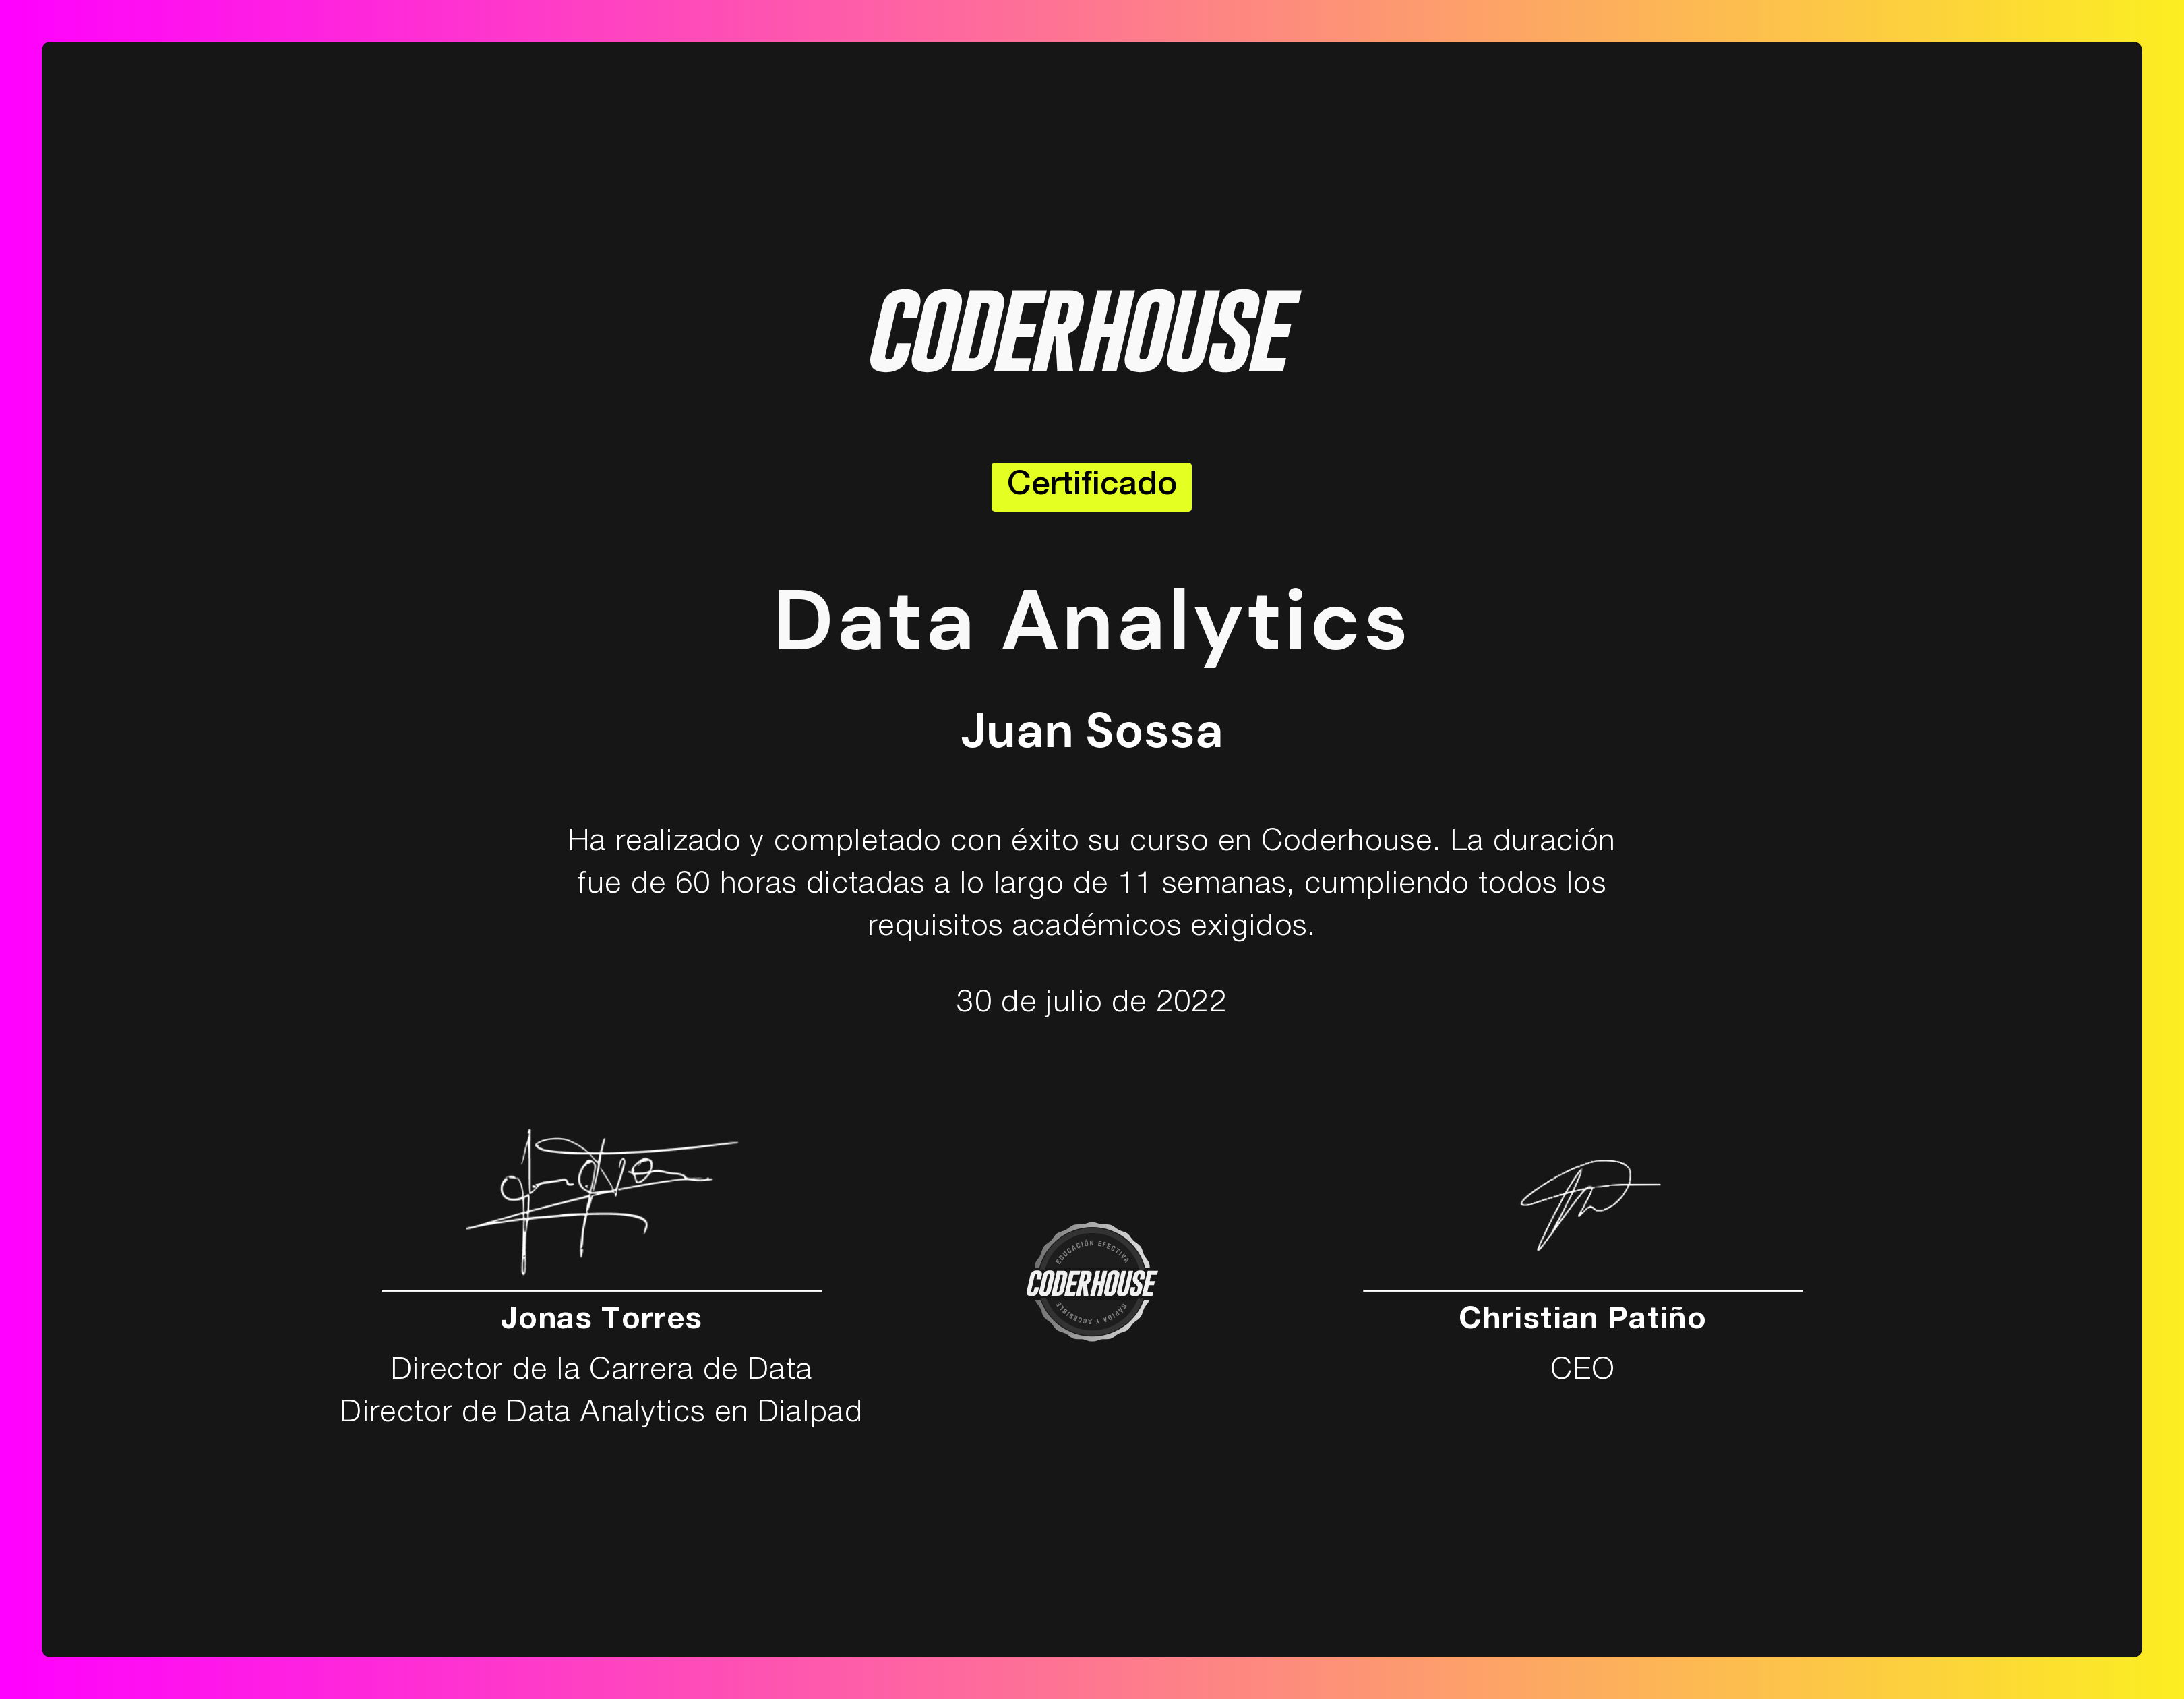 CODERHOUSE
Certificado
Data Analytics
Juan Sossa
Ha realizado y completado con éxito su curso en Coderhouse. La duración
fue de 60 horas dictadas a lo largo de 11 semanas, cumpliendo todos los
requisitos académicos exigidos.
30 de julio de 2022
EDUCACIÓN EFECTIVA
CODERHOUSE
RÁPIDA Y ACCESIBLE
Jonas Torres
Director de la Carrera de Data
Director de Data Analytics en Dialpad
Christian Patiño
CEO